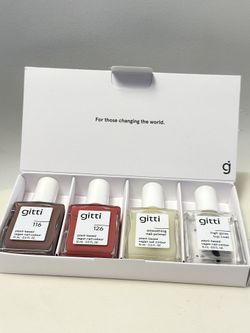 For those changing the world.
g
gitti
116
plant-based
vegan nail colour
gitti
126
plant-based
vegan nail colour
gitti
smoothing
nail primer
plant-based
vegan nail colour
gitti
high gloss
top coat
plant-based
vegan nail colour